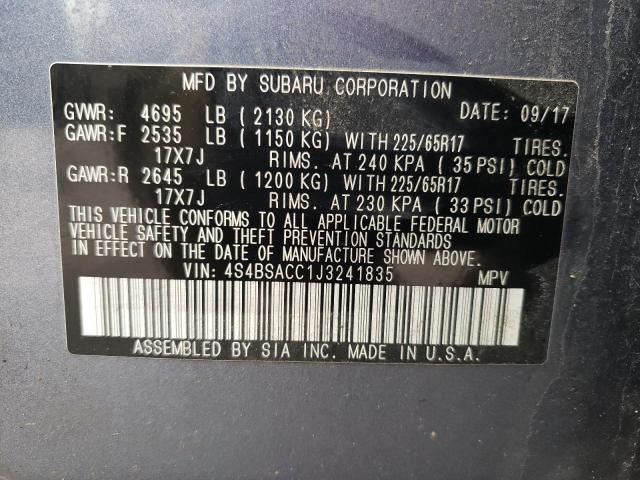 MFD BY SUBARU CORPORATION
GVWR: 4695 LB ( 2130 KG) DATE: 09/17
GAWR:F 2535 LB ( 1150 KG) WITH 225/65R17 TIRES.
17X7J RIMS. AT 240 KPA ( 35 PSI) COLD
GAWR:R 2645 LB ( 1200 KG) WITH 225/65R17 TIRES.
17X7J RIMS. AT 230 KPA ( 33 PSI) COLD
THIS VEHICLE CONFORMS TO ALL APPLICABLE FEDERAL MOTOR
VEHICLE SAFETY AND THEFT PREVENTION STANDARDS
IN EFFECT ON THE DATE OF MANUFACTURE SHOWN ABOVE.
VIN: 4S4BSACC1J3241835 MPV
ASSEMBLED BY SIA INC. MADE IN U.S.A.